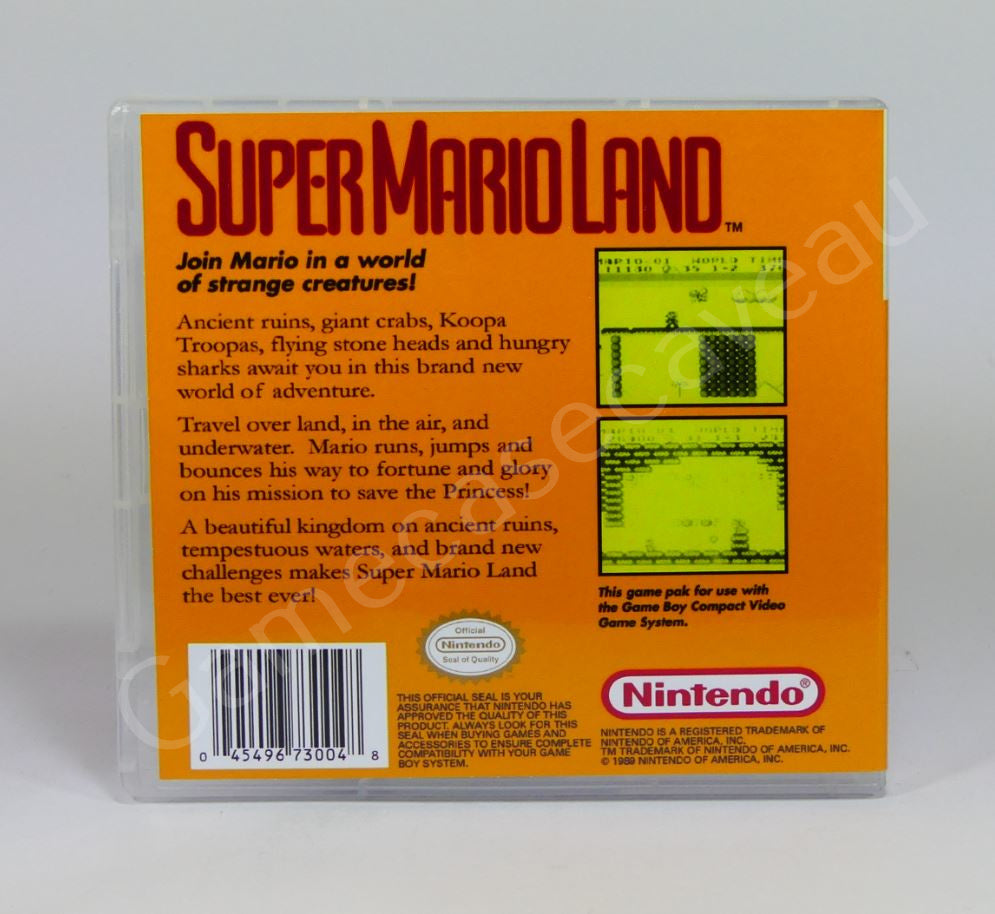 SUPER MARIO LAND™
Join Mario in a world
of strange creatures!
Ancient ruins, giant crabs, Koopa
Troopas, flying stone heads and hungry
sharks await you in this brand new
world of adventure.
Travel over land, in the air, and
underwater. Mario runs, jumps and
bounces his way to fortune and glory
on his mission to save the Princess!
A beautiful kingdom on ancient ruins,
tempestuous waters, and brand new
challenges makes Super Mario Land
the best ever!
WORLD TIME
1-2
This game pak for use with
the Game Boy Compact Video
Game System.
Official
Nintendo
Seal of Quality
THIS OFFICIAL SEAL IS YOUR
ASSURANCE THAT NINTENDO HAS
APPROVED THE QUALITY OF THIS
PRODUCT. ALWAYS LOOK FOR THIS
SEAL WHEN BUYING GAMES AND
ACCESSORIES TO ENSURE COMPLETE
COMPATIBILITY WITH YOUR GAME
BOY SYSTEM.
0 45496 73004 8
Nintendo®
NINTENDO IS A REGISTERED TRADEMARK OF
NINTENDO OF AMERICA, INC.
TM TRADEMARK OF NINTENDO OF AMERICA, INC.
© 1989 NINTENDO OF AMERICA, INC.
Gamecasecaveau